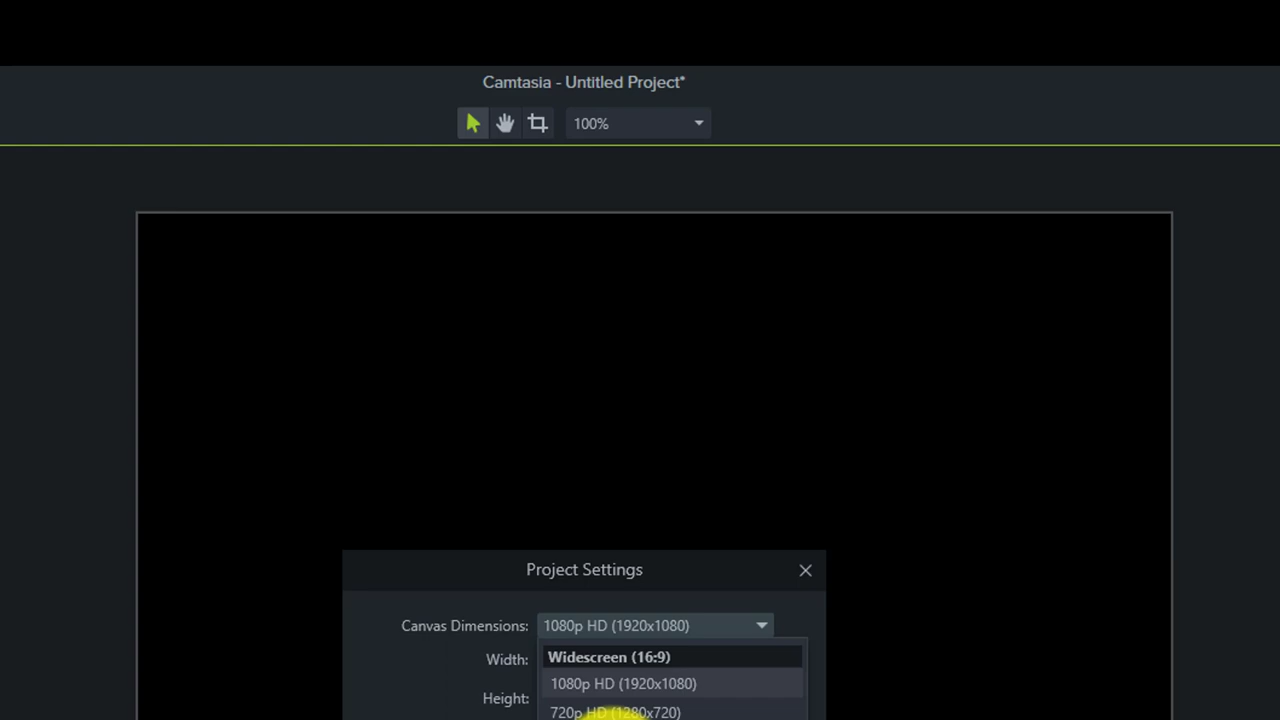 Camtasia - Untitled Project*
100%
Project Settings
Canvas Dimensions: 1080p HD (1920x1080)
Width: Widescreen (16:9)
1080p HD (1920x1080)
Height:
720p HD (1280x720)